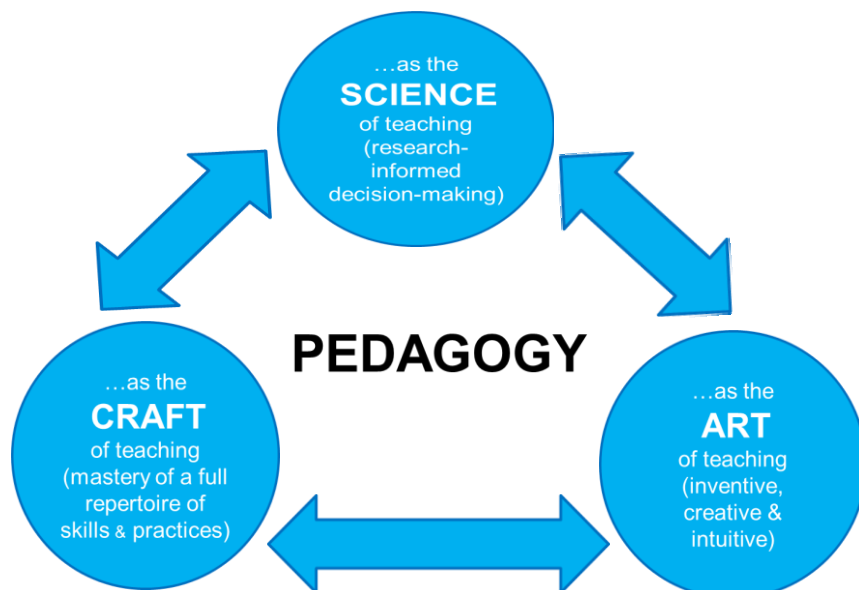 …as the
SCIENCE
of teaching
(research-
informed
decision-making)
PEDAGOGY
…as the
CRAFT
of teaching
(mastery of a full
repertoire of
skills & practices)
…as the
ART
of teaching
(inventive,
creative &
intuitive)